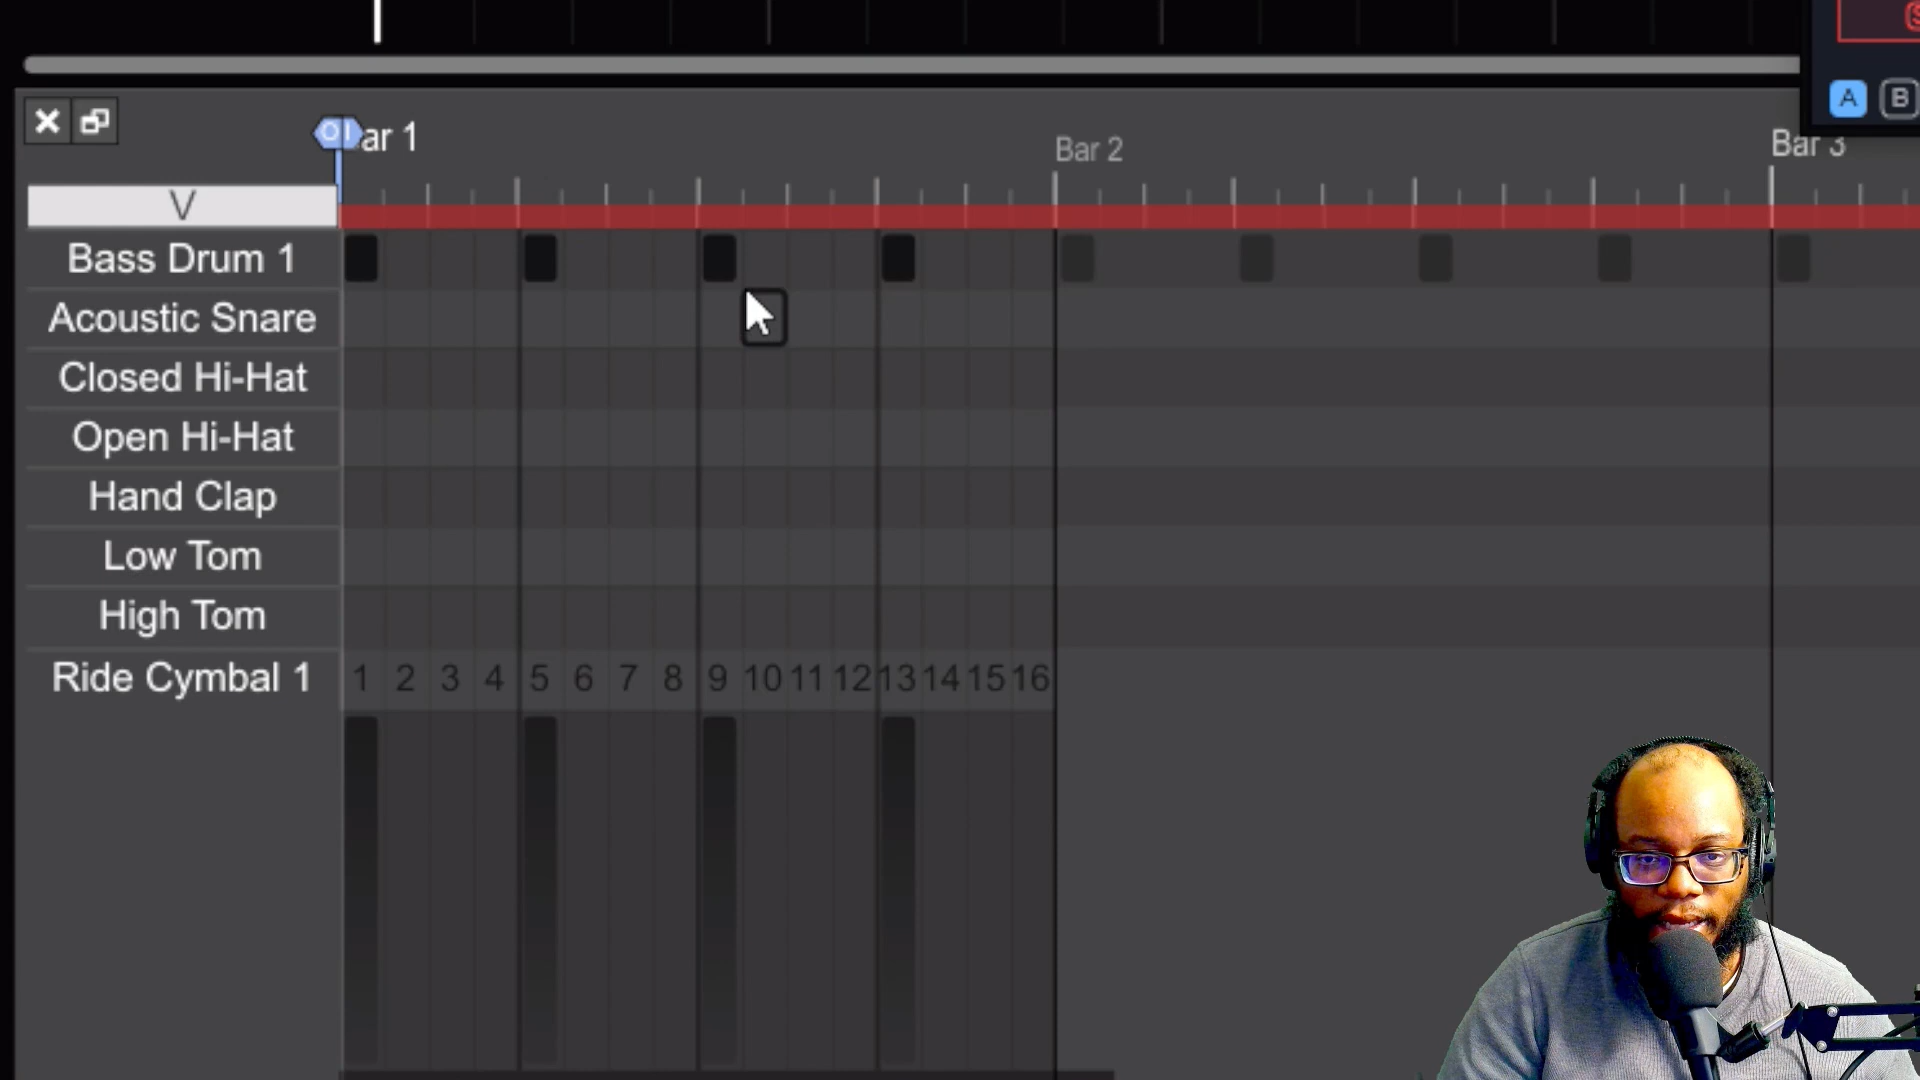 A B
O I ar 1
Bar 2
Bar 3
V
Bass Drum 1
Acoustic Snare
Closed Hi-Hat
Open Hi-Hat
Hand Clap
Low Tom
High Tom
Ride Cymbal 1 1 2 3 4 5 6 7 8 9 10 11 12 13 14 15 16